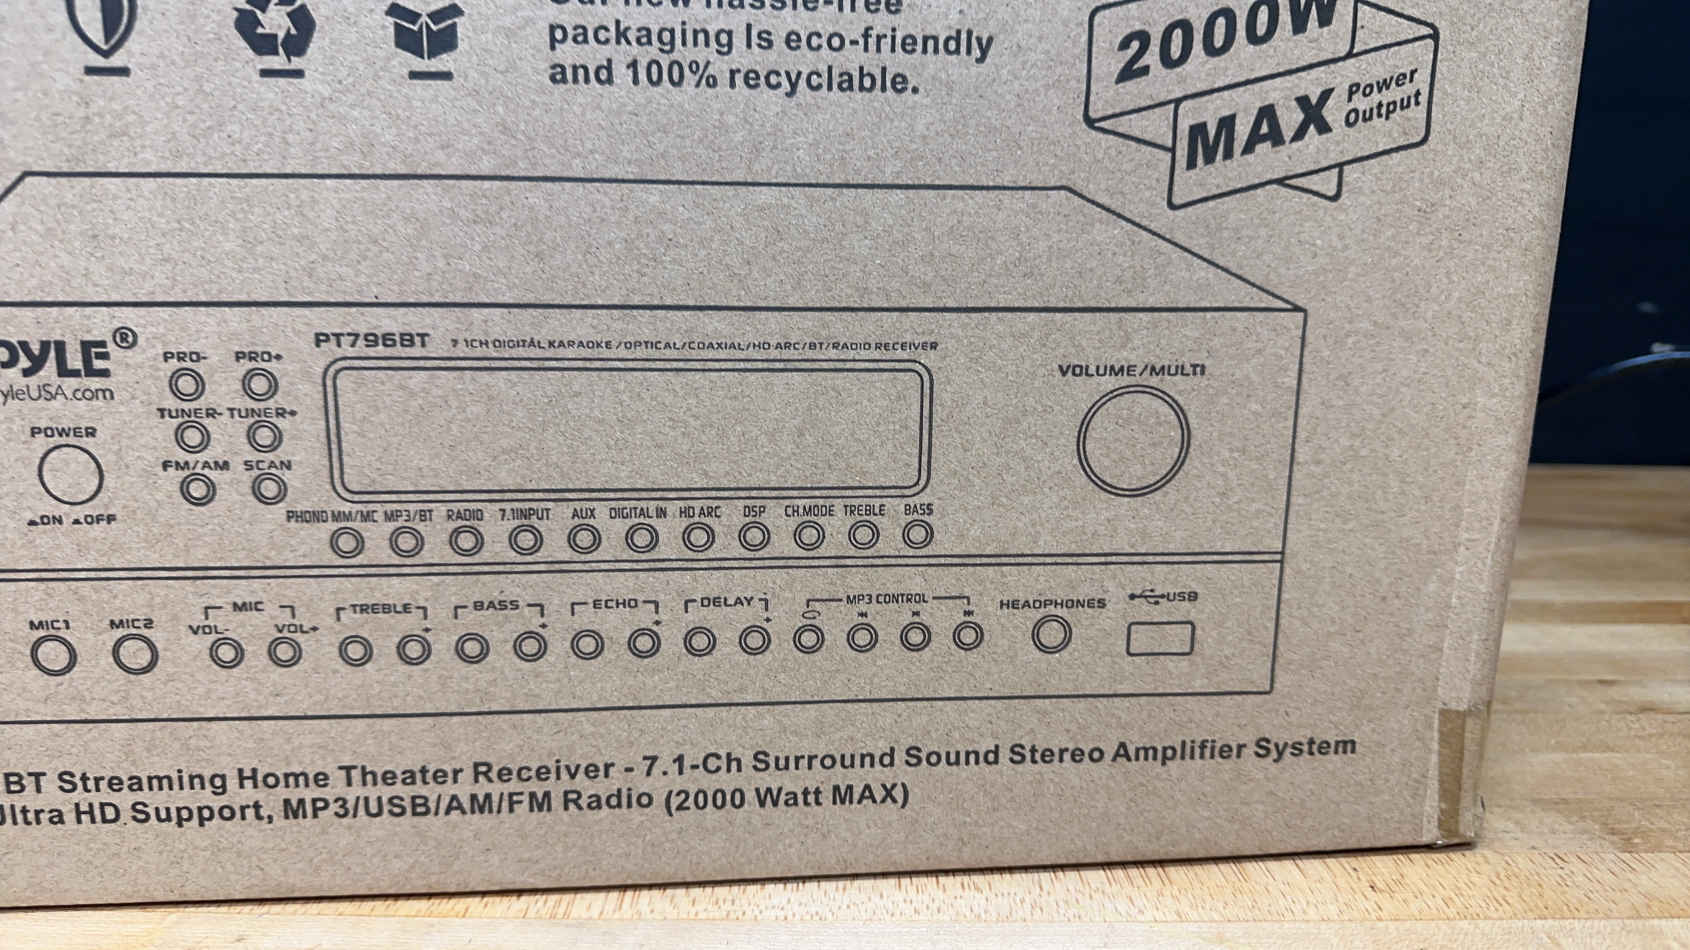 packaging Is eco-friendly
and 100% recyclable.
2000W
MAX Power Output
PYLE®
yleUSA.com
PRO- PRO+
TUNER- TUNER+
FM/AM SCAN
POWER
ON OFF
PT796BT 7 1CH DIGITAL KARAOKE/OPTICAL/COAXIAL/HD ARC/BT/RADIO RECEIVER
VOLUME/MULTI
PHONO MM/MC MP3/BT RADIO 7.1INPUT AUX DIGITAL IN HD ARC DSP CH.MODE TREBLE BASS
MIC1 MIC2
MIC
VOL- VOL+
TREBLE
- +
BASS
- +
ECHO
- +
DELAY
- +
MP3 CONTROL
HEADPHONES
USB
BT Streaming Home Theater Receiver - 7.1-Ch Surround Sound Stereo Amplifier System
Ultra HD Support, MP3/USB/AM/FM Radio (2000 Watt MAX)